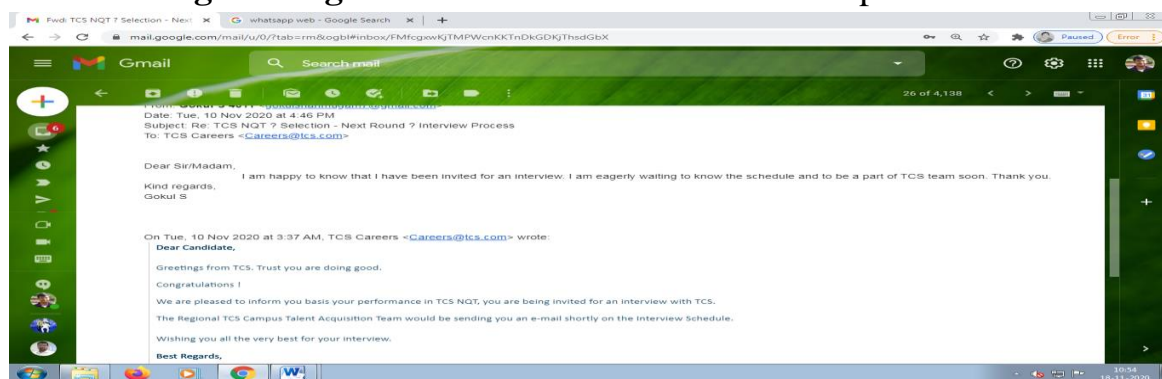 Fwd: TCS NQT ? Selection - Next
whatsapp web - Google Search
mail.google.com/mail/u/0/?tab=rm&ogbl#inbox/FMfcgxwKjTMPWcnKKTnDkGDKjThsdGbX
Paused
Error
Gmail
Search mail
26 of 4,138
Date: Tue, 10 Nov 2020 at 4:46 PM
Subject: Re: TCS NQT ? Selection - Next Round ? Interview Process
To: TCS Careers <Careers@tcs.com>
6
Dear Sir/Madam,
I am happy to know that I have been invited for an interview. I am eagerly waiting to know the schedule and to be a part of TCS team soon. Thank you.
Kind regards,
Gokul S
On Tue, 10 Nov 2020 at 3:37 AM, TCS Careers <Careers@tcs.com> wrote:
Dear Candidate,
Greetings from TCS. Trust you are doing good.
Congratulations !
We are pleased to inform you basis your performance in TCS NQT, you are being invited for an interview with TCS.
The Regional TCS Campus Talent Acquisition Team would be sending you an e-mail shortly on the Interview Schedule.
Wishing you all the very best for your interview.
Best Regards,
10:54
18-11-2020